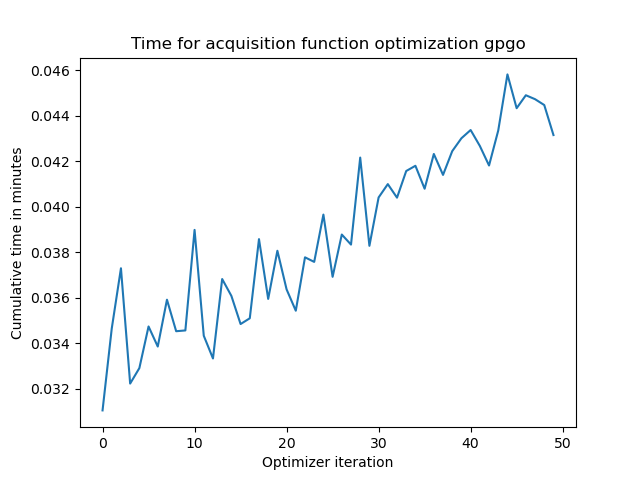 Time for acquisition function optimization gpgo
0.046
0.044
0.042
0.040
0.038
0.036
0.034
0.032
Cumulative time in minutes
0 10 20 30 40 50
Optimizer iteration